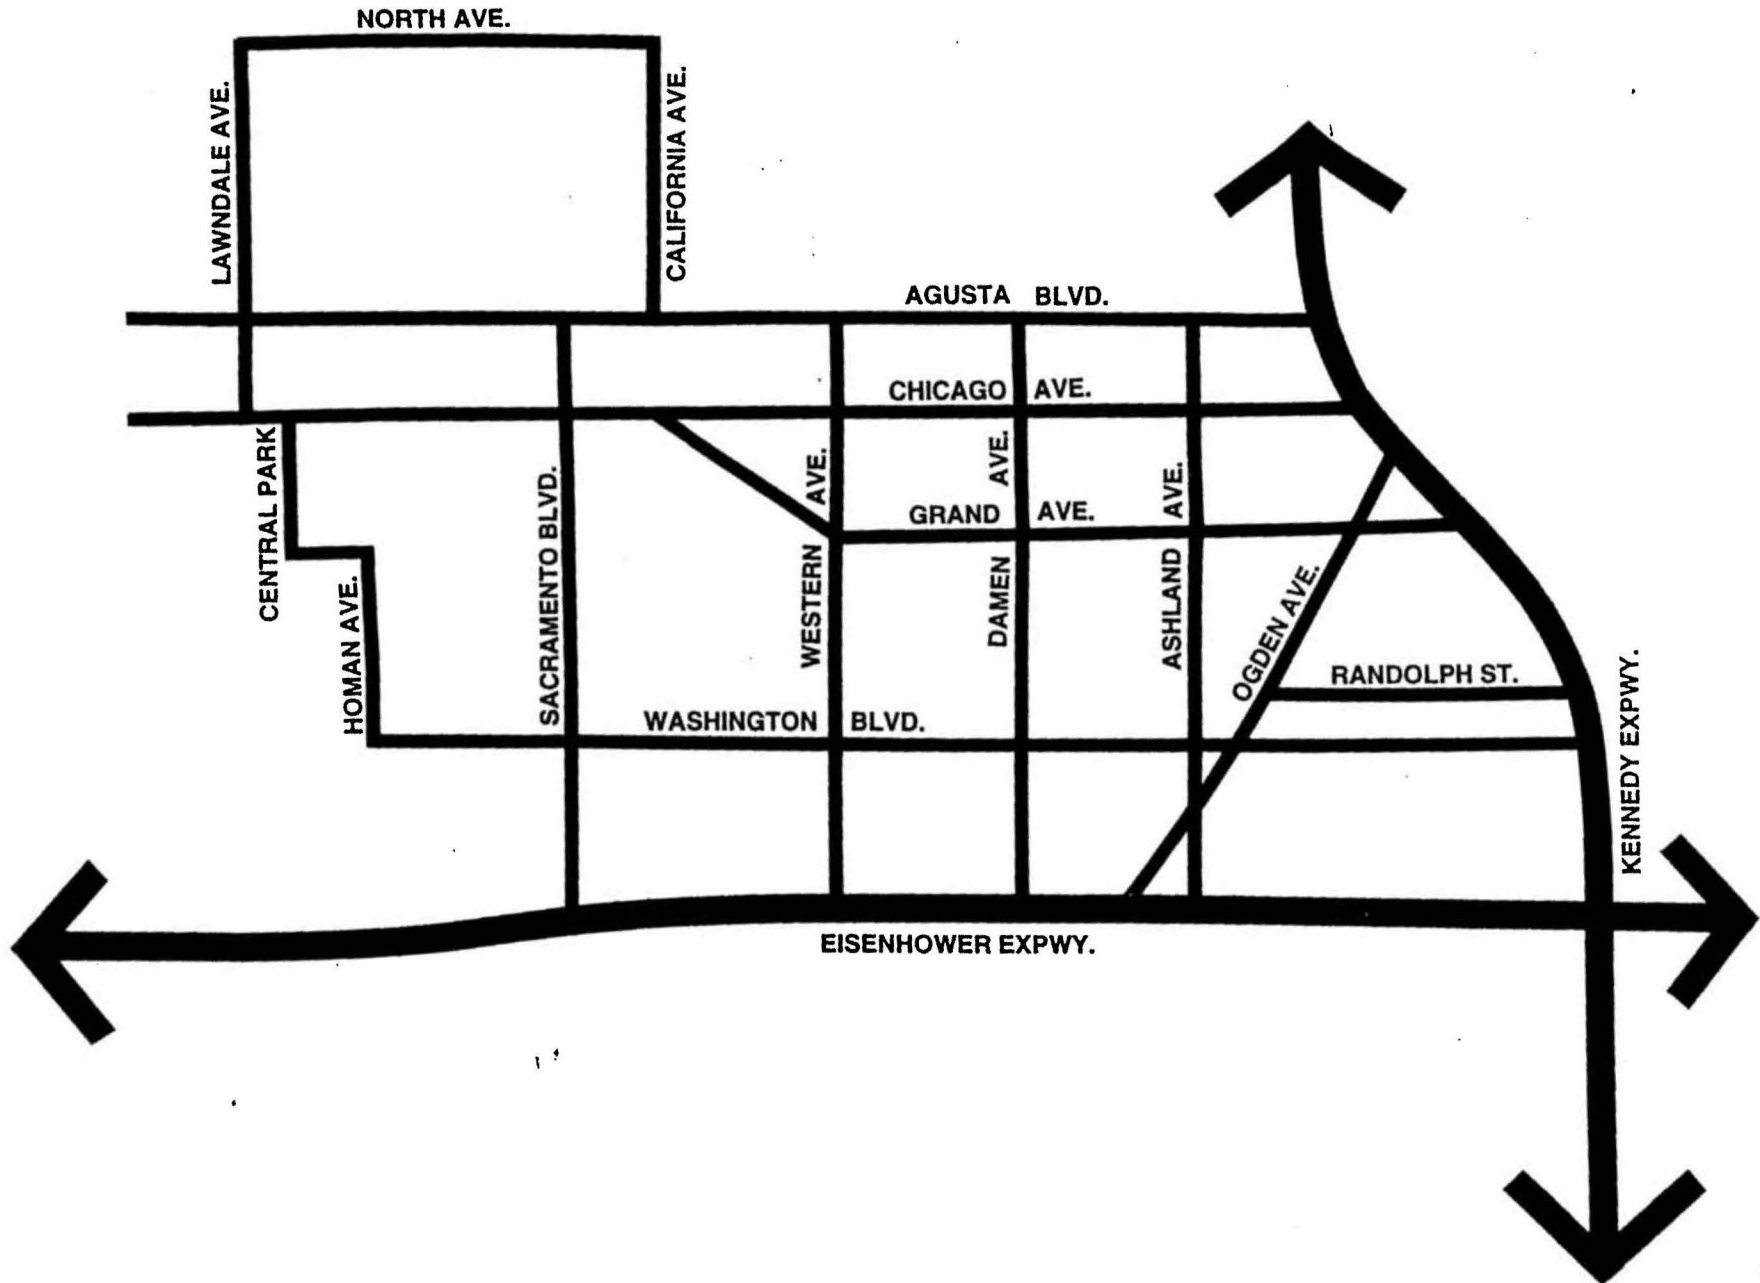 NORTH AVE.
LAWNDALE AVE.
CALIFORNIA AVE.
AGUSTA BLVD.
CHICAGO AVE.
CENTRAL PARK
HOMAN AVE.
SACRAMENTO BLVD.
WESTERN AVE.
DAMEN AVE.
ASHLAND AVE.
GRAND AVE.
OGDEN AVE.
RANDOLPH ST.
WASHINGTON BLVD.
KENNEDY EXPWY.
EISENHOWER EXPWY.